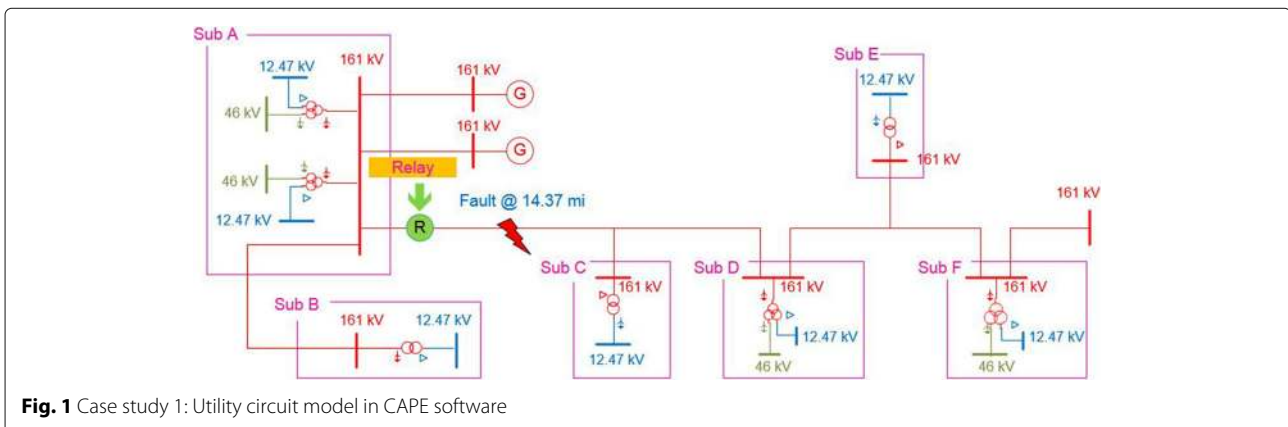 Sub A
161 kV
12.47 kV
46 kV
161 kV
G
161 kV
G
46 kV
12.47 kV
Relay
R
Fault @ 14.37 mi
Sub B
161 kV
12.47 kV
Sub C
161 kV
12.47 kV
Sub D
161 kV
12.47 kV
46 kV
Sub E
12.47 kV
161 kV
161 kV
Sub F
161 kV
12.47 kV
46 kV
Fig. 1 Case study 1: Utility circuit model in CAPE software